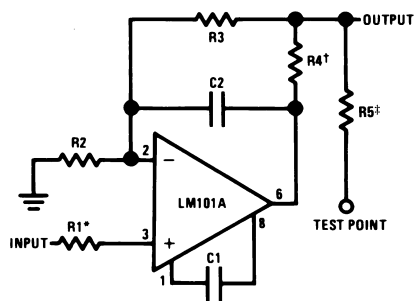 R3
OUTPUT
R4†
C2
R5‡
R2
2
−
LM101A
6
TEST POINT
8
R1*
INPUT
3
+
1
C1